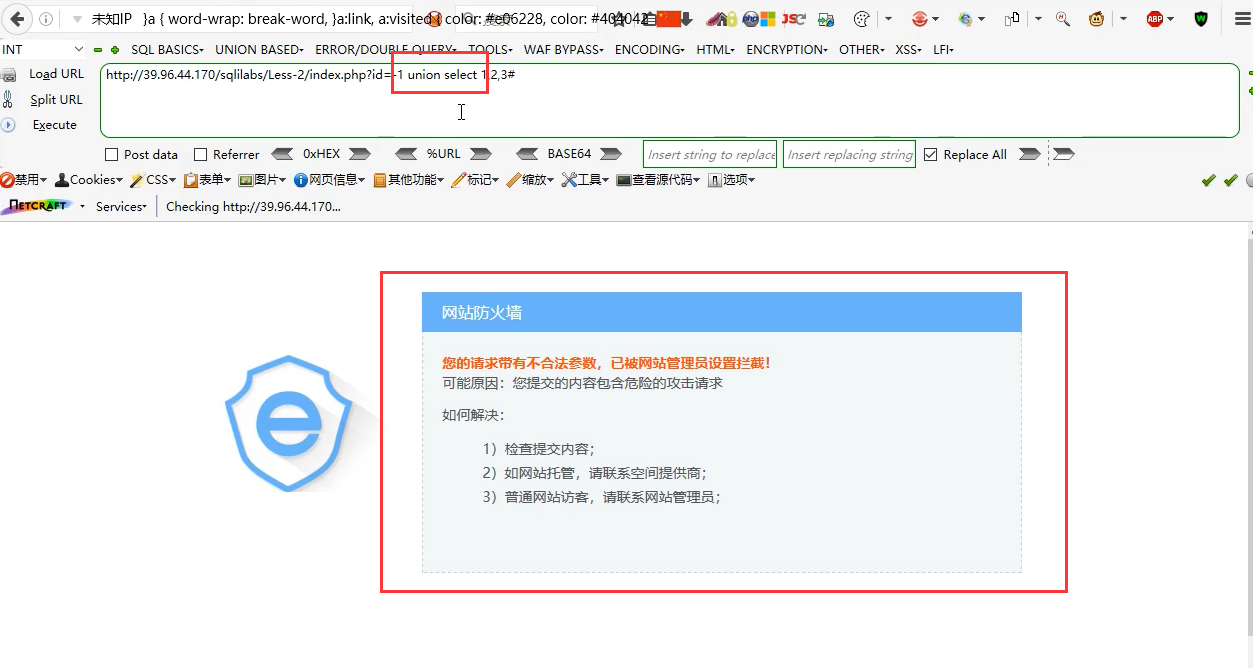 未知IP }a { word-wrap: break-word, }a:link, a:visited { color: #e06228, color: #404042
INT SQL BASICS UNION BASED ERROR/DOUBLE QUERY TOOLS WAF BYPASS ENCODING HTML ENCRYPTION OTHER XSS LFI
Load URL http://39.96.44.170/sqlilabs/Less-2/index.php?id=-1 union select 1,2,3#
Split URL
Execute
Post data Referrer 0xHEX %URL BASE64 Insert string to replace Insert replacing string Replace All
禁用 Cookies CSS 表单 图片 网页信息 其他功能 标记 缩放 工具 查看源代码 选项
NETCRAFT Services Checking http://39.96.44.170...
网站防火墙
您的请求带有不合法参数，已被网站管理员设置拦截！
可能原因：您提交的内容包含危险的攻击请求
如何解决：
1）检查提交内容；
2）如网站托管，请联系空间提供商；
3）普通网站访客，请联系网站管理员；